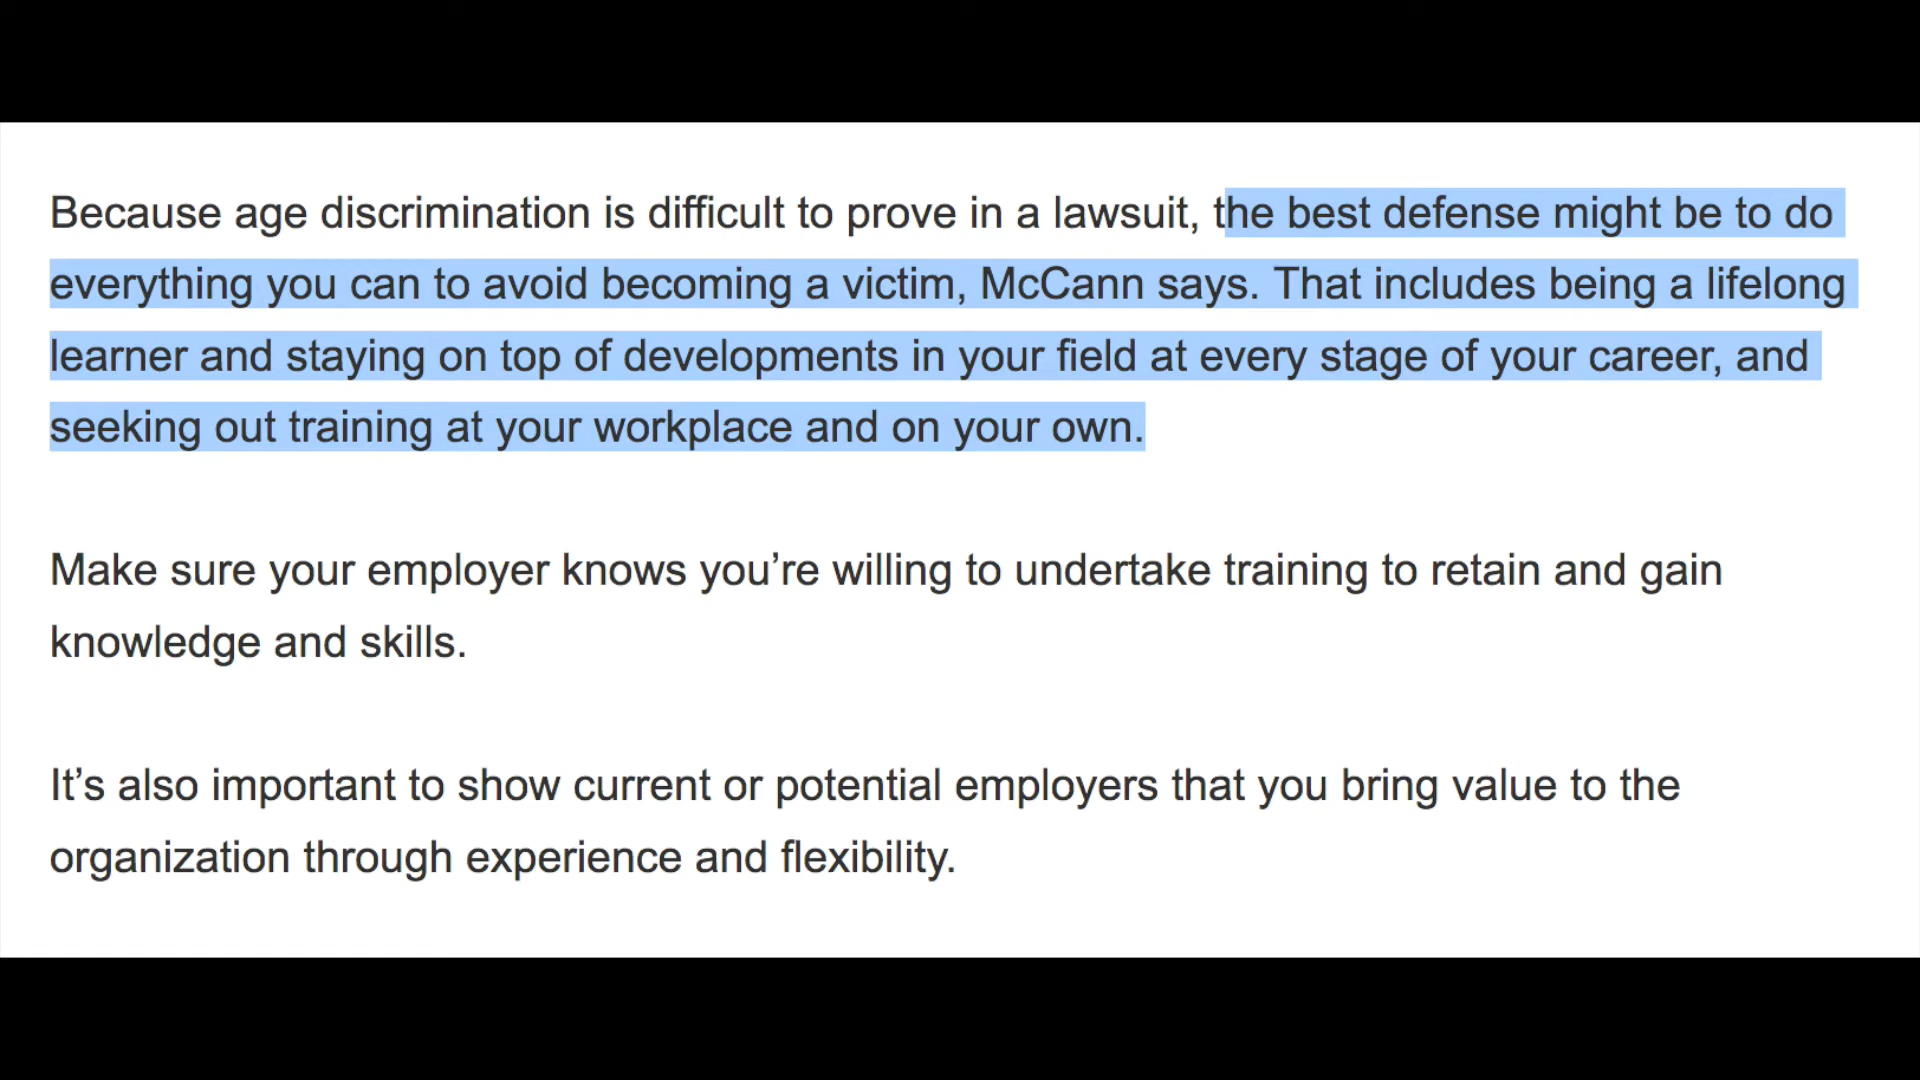 Because age discrimination is difficult to prove in a lawsuit, the best defense might be to do
everything you can to avoid becoming a victim, McCann says. That includes being a lifelong
learner and staying on top of developments in your field at every stage of your career, and
seeking out training at your workplace and on your own.
Make sure your employer knows you’re willing to undertake training to retain and gain
knowledge and skills.
It’s also important to show current or potential employers that you bring value to the
organization through experience and flexibility.